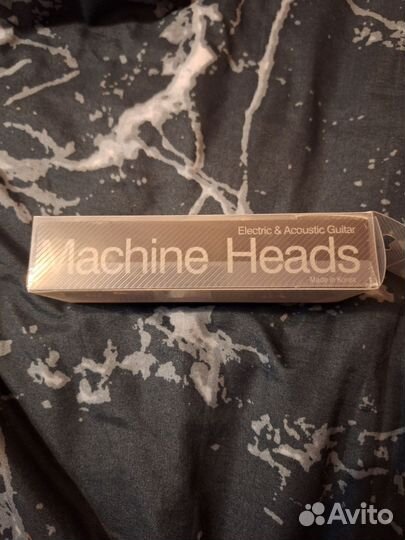 Electric & Acoustic Guitar
Machine Heads
Made in Korea
Avito